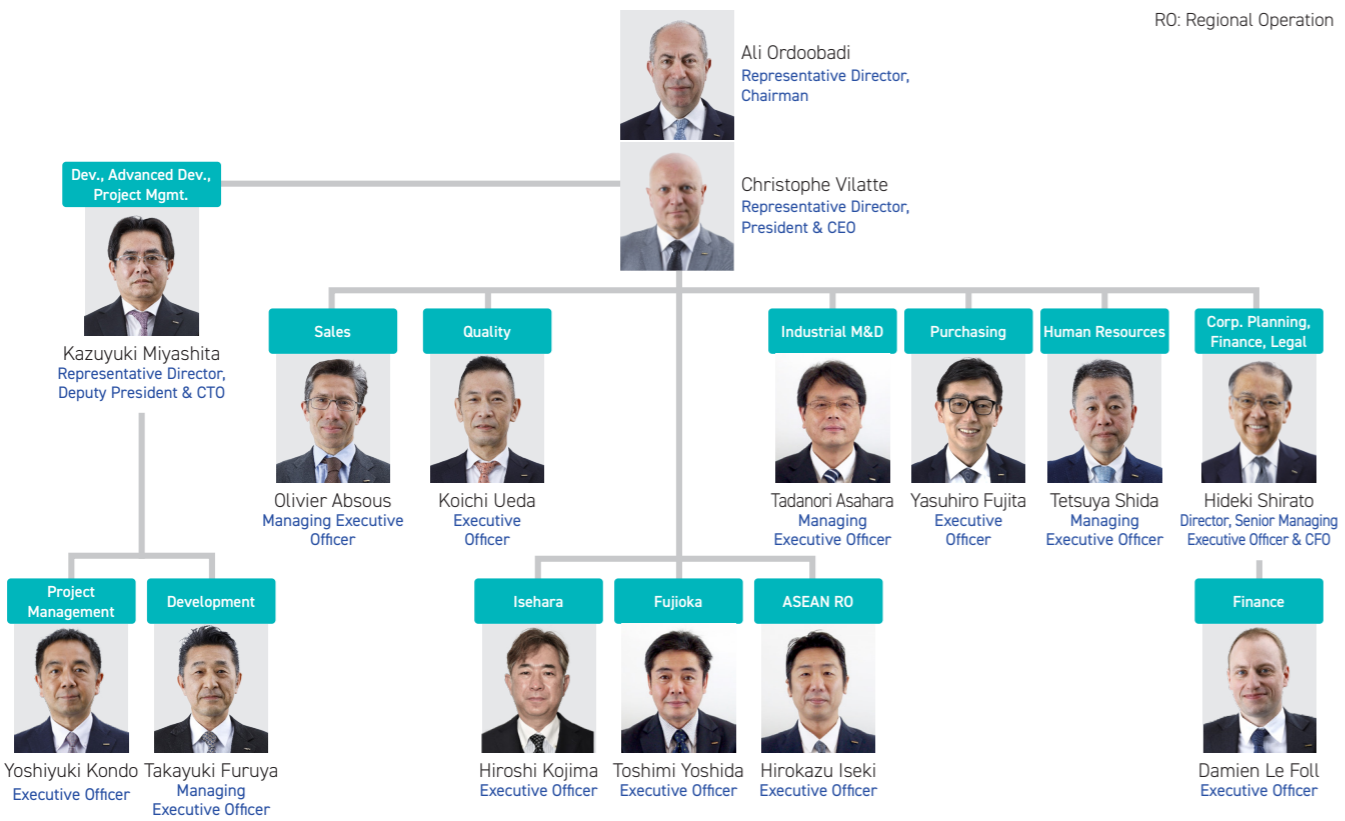 RO: Regional Operation
Ali Ordoobadi
Representative Director,
Chairman
Christophe Vilatte
Representative Director,
President & CEO
Dev., Advanced Dev.,
Project Mgmt.
Kazuyuki Miyashita
Representative Director,
Deputy President & CTO
Sales
Olivier Absous
Managing Executive
Officer
Quality
Koichi Ueda
Executive
Officer
Industrial M&D
Tadanori Asahara
Managing
Executive Officer
Purchasing
Yasuhiro Fujita
Executive
Officer
Human Resources
Tetsuya Shida
Managing
Executive Officer
Corp. Planning,
Finance, Legal
Hideki Shirato
Director, Senior Managing
Executive Officer & CFO
Project
Management
Yoshiyuki Kondo
Executive Officer
Development
Takayuki Furuya
Managing
Executive Officer
Isehara
Hiroshi Kojima
Executive Officer
Fujioka
Toshimi Yoshida
Executive Officer
ASEAN RO
Hirokazu Iseki
Executive Officer
Finance
Damien Le Foll
Executive Officer